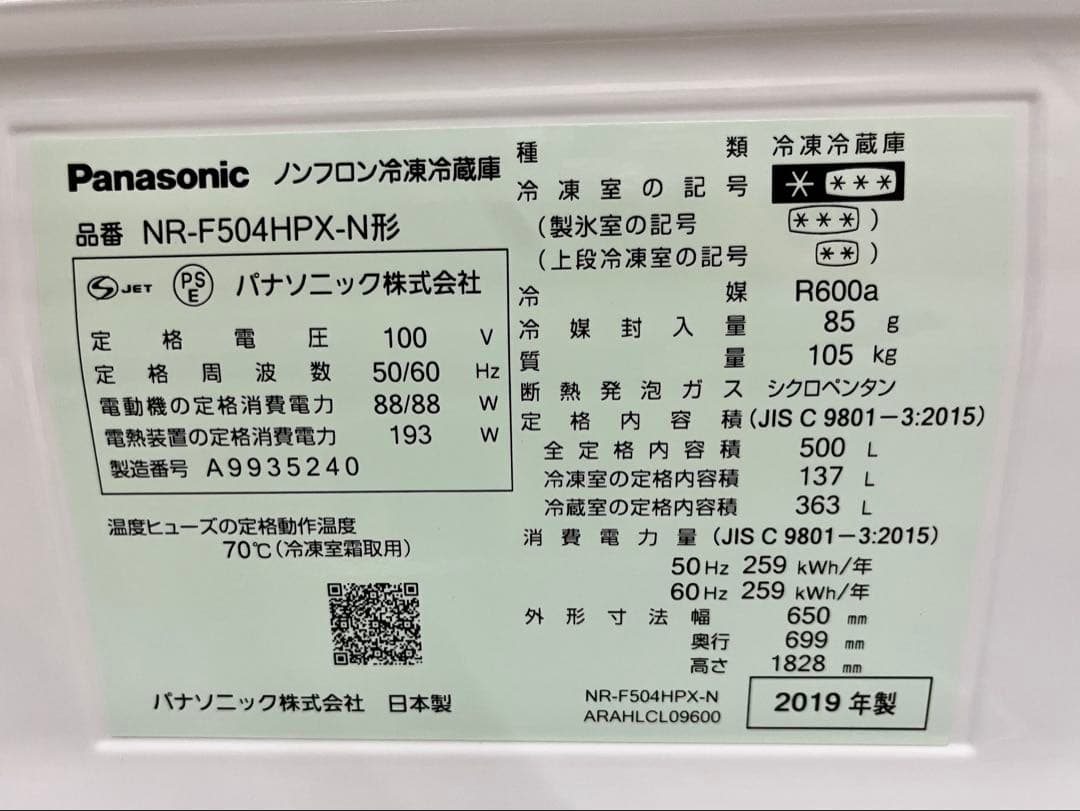 Panasonic ノンフロン冷凍冷蔵庫
品番 NR-F504HPX-N形
S JET PS E パナソニック株式会社
定格電圧 100 V
定格周波数 50/60 Hz
電動機の定格消費電力 88/88 W
電熱装置の定格消費電力 193 W
製造番号 A9935240
温度ヒューズの定格動作温度
70℃(冷凍室霜取用)
パナソニック株式会社 日本製
種類 冷凍冷蔵庫
冷凍室の記号 * ***
(製氷室の記号 ***)
(上段冷凍室の記号 **)
冷媒 R600a
冷媒封入量 85 g
質量 105 kg
断熱発泡ガス シクロペンタン
定格内容積(JIS C 9801-3:2015)
全定格内容積 500 L
冷凍室の定格内容積 137 L
冷蔵室の定格内容積 363 L
消費電力量(JIS C 9801-3:2015)
50Hz 259 kWh/年
60Hz 259 kWh/年
外形寸法幅 650 mm
奥行 699 mm
高さ 1828 mm
NR-F504HPX-N
ARAHLCL09600
2019年製